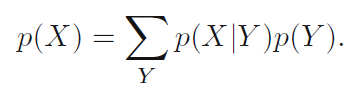 p(X) = ∑_Y p(X|Y)p(Y).